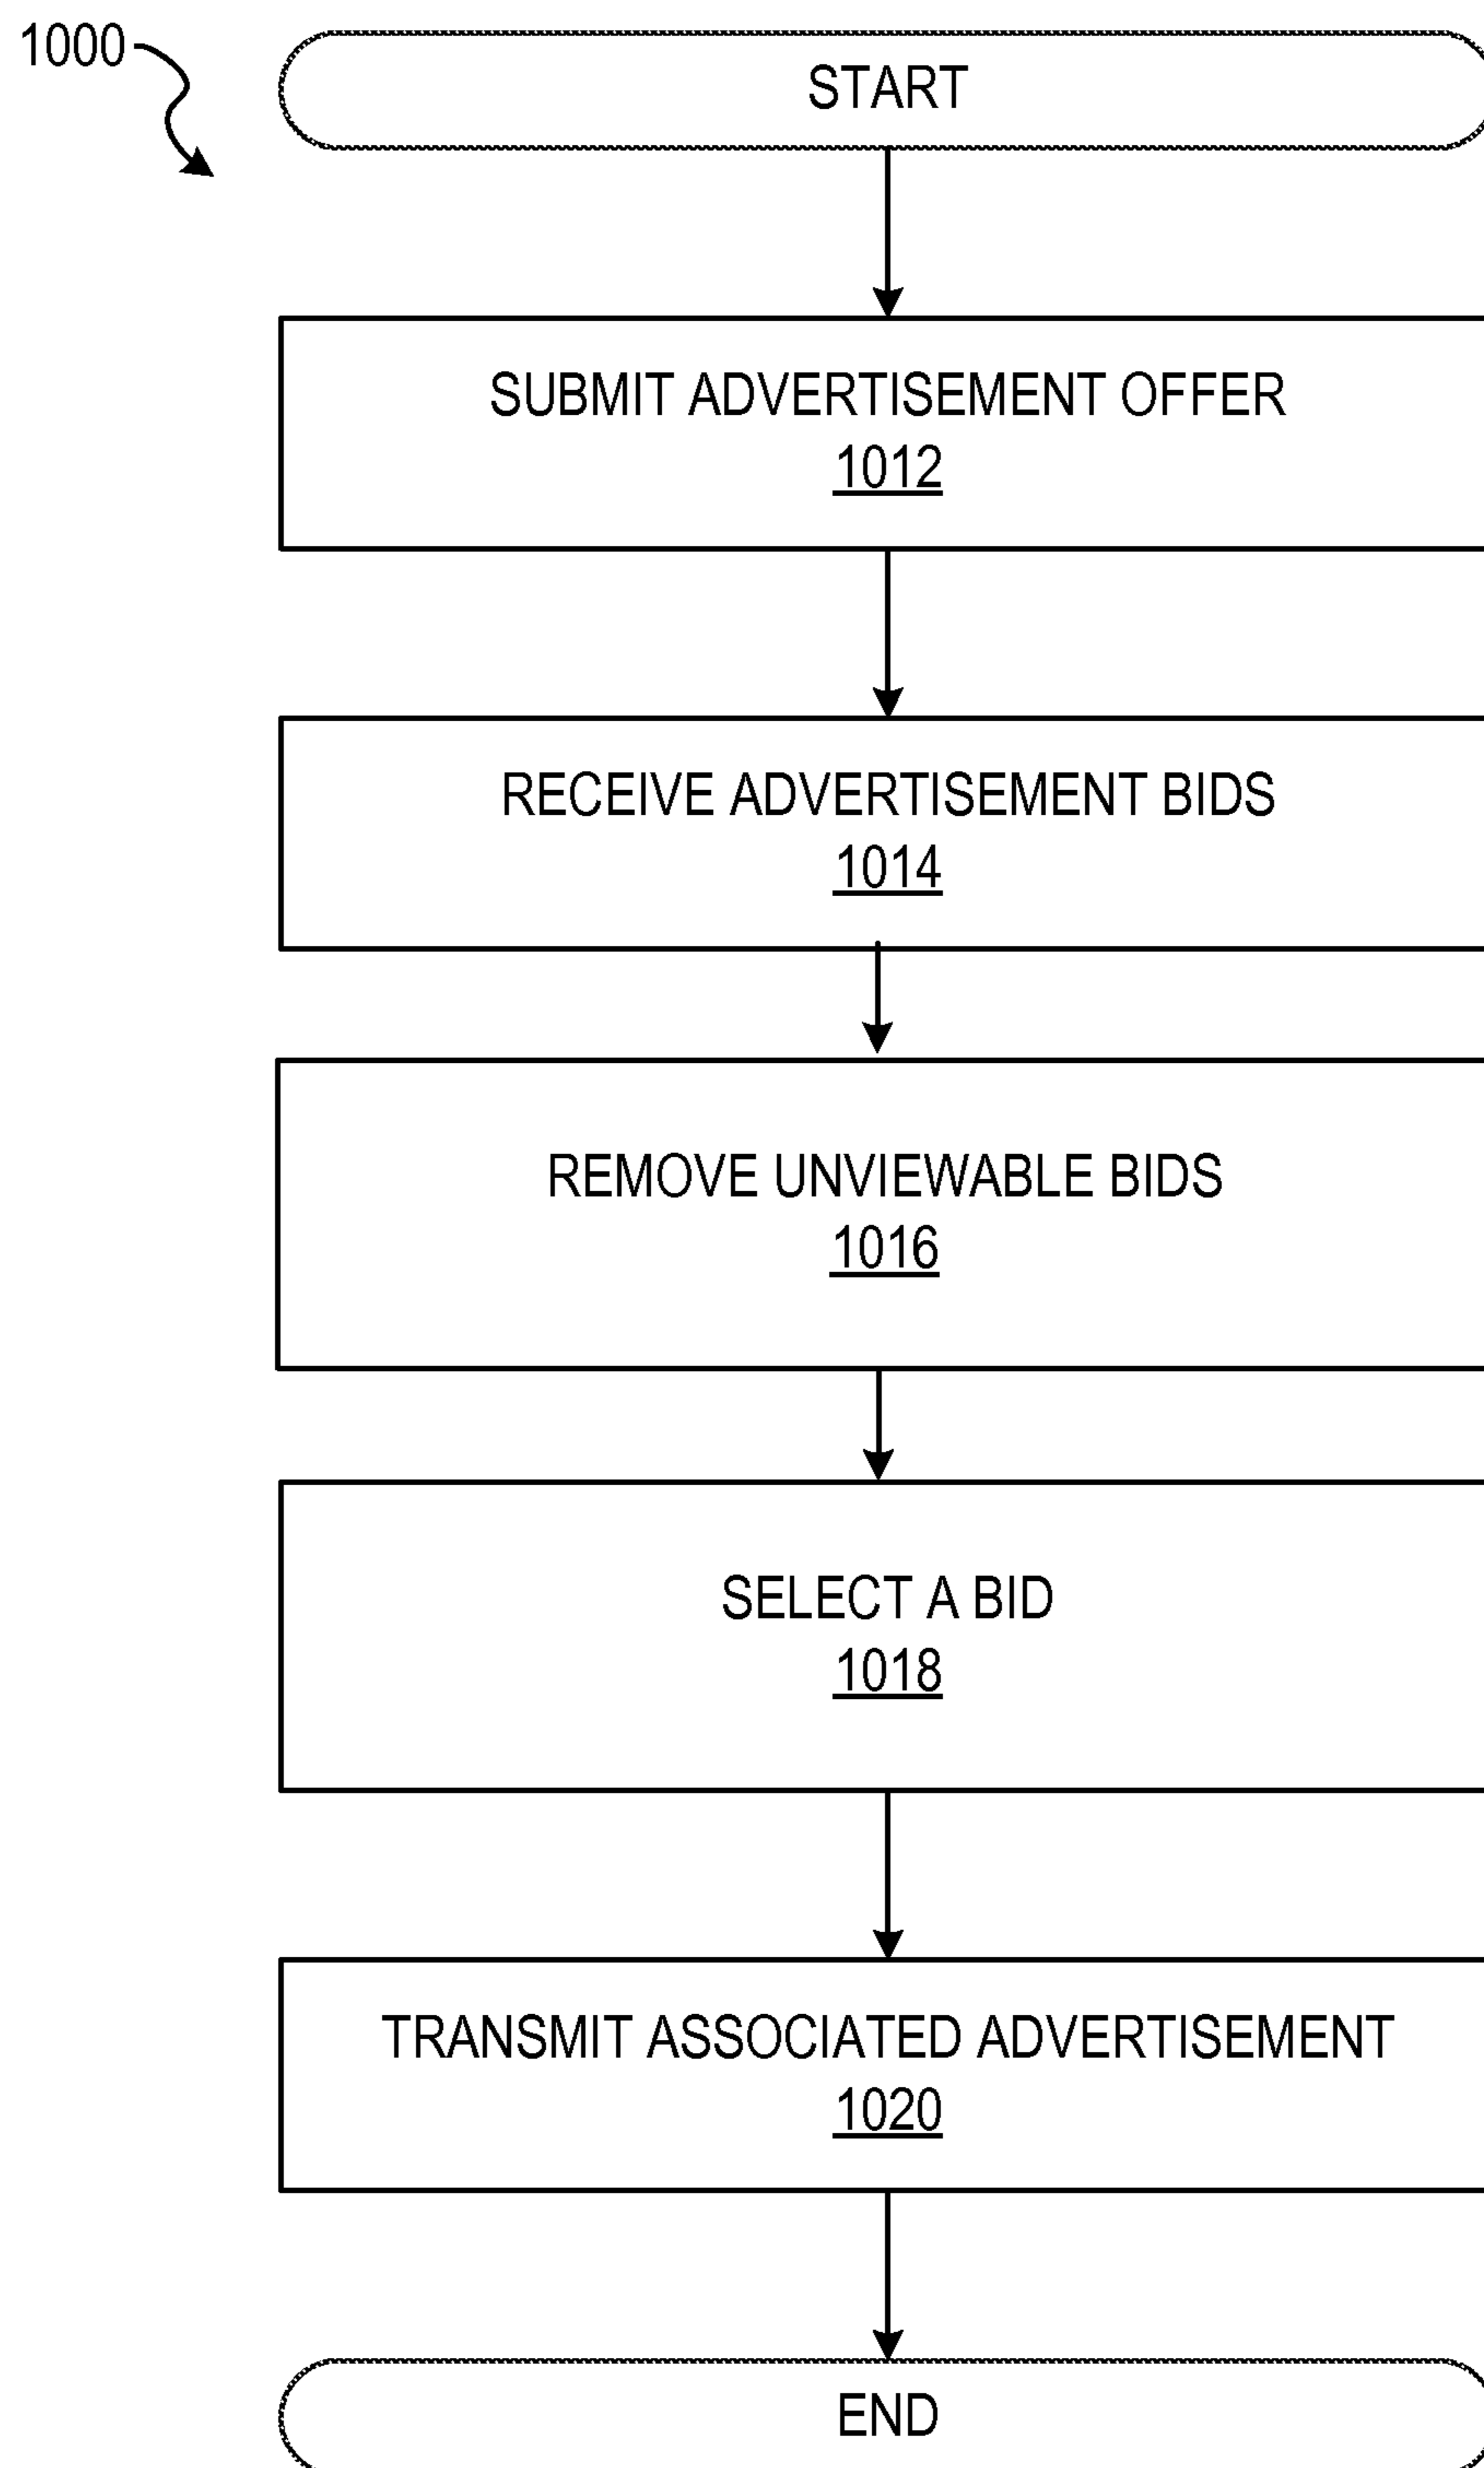 1000
START
SUBMIT ADVERTISEMENT OFFER
1012
RECEIVE ADVERTISEMENT BIDS
1014
REMOVE UNVIEWABLE BIDS
1016
SELECT A BID
1018
TRANSMIT ASSOCIATED ADVERTISEMENT
1020
END